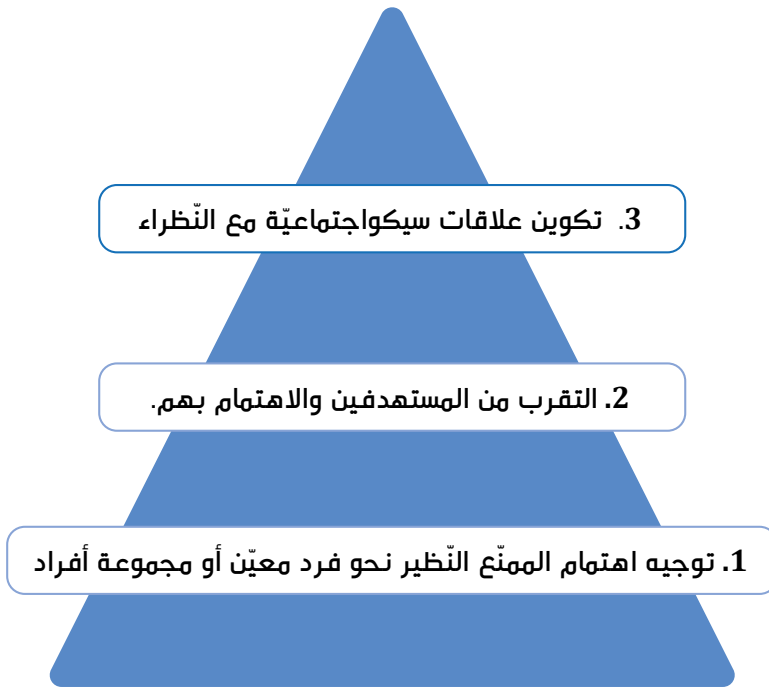 3. تكوين علاقات سيكواجتماعيّة مع النّظراء
2. التقرب من المستهدفين والاهتمام بهم.
1. توجيه اهتمام الممنّع النّظير نحو فرد معيّن أو مجموعة أفراد